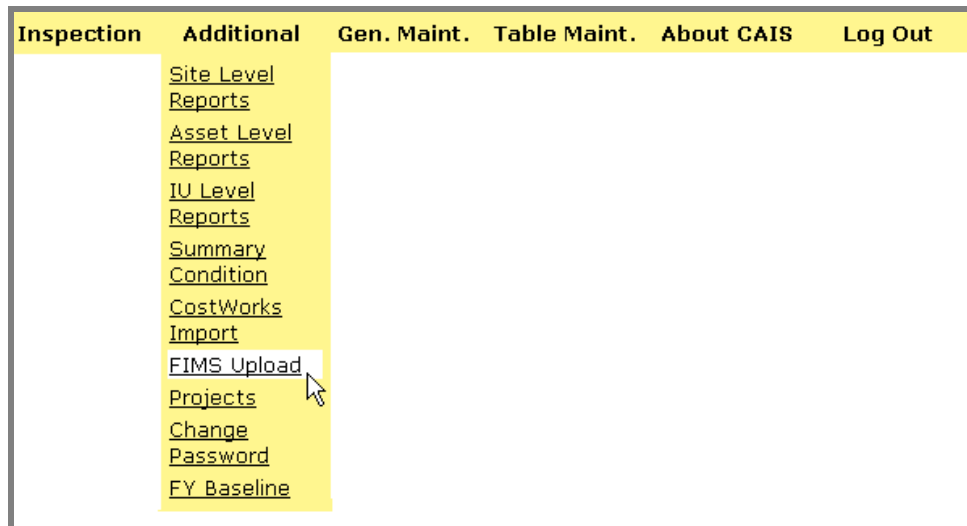 Inspection Additional Gen. Maint. Table Maint. About CAIS Log Out
Site Level
Reports
Asset Level
Reports
IU Level
Reports
Summary
Condition
CostWorks
Import
FIMS Upload
Projects
Change
Password
FY Baseline